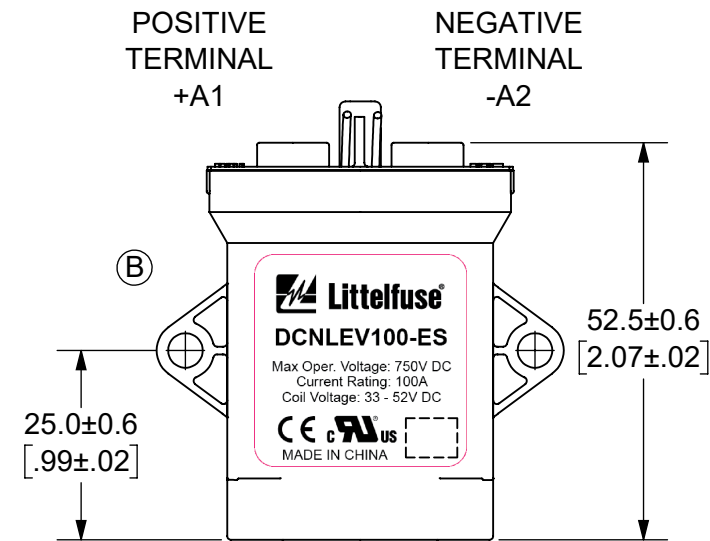 POSITIVE
TERMINAL
+A1
NEGATIVE
TERMINAL
-A2
B
Littelfuse®
DCNLEV100-ES
Max Oper. Voltage: 750V DC
Current Rating: 100A
Coil Voltage: 33 - 52V DC
CE c RU® US
MADE IN CHINA
52.5±0.6
[2.07±.02]
25.0±0.6
[.99±.02]